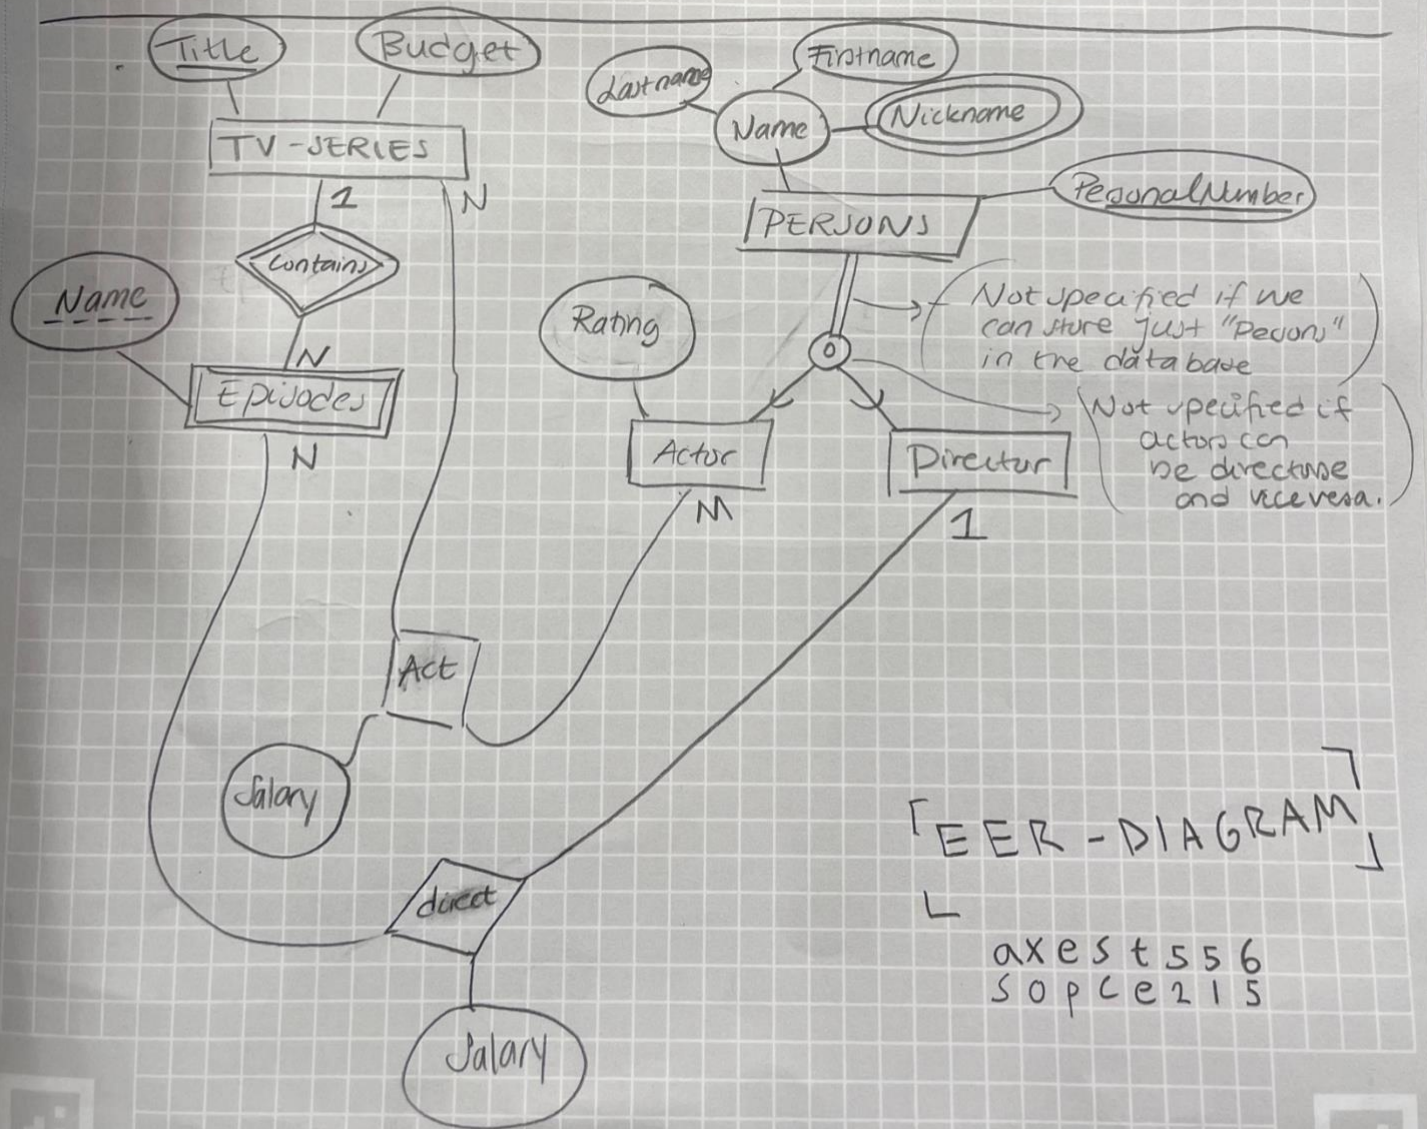 Title
Budget
TV-SERIES
1
N
Contains
Name
N
Episodes
N
Lastname
Firstname
Name
Nickname
PersonalNumber
PERSONS
Not specified if we
can store just "Persons"
in the database
Rating
o
Not specified if
actors can
be directors
and vice versa.
Actor
M
Director
1
Act
Salary
direct
Salary
EER-DIAGRAM
axest556
sopce215